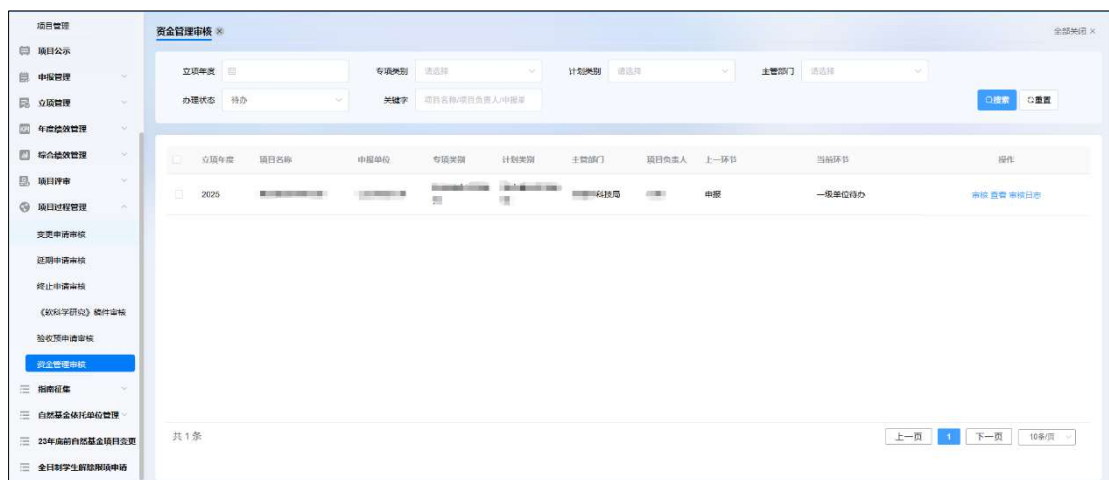 项目管理
项目公示
申报管理
立项管理
年度绩效管理
综合绩效管理
项目评审
项目过程管理
变更申请审核
延期申请审核
终止申请审核
《软科学研究》稿件审核
验收预申请审核
资金管理审核
指南征集
自然基金依托单位管理
23年度前自然基金项目变更
全日制学生解除限项申请
资金管理审核
全部关闭
立项年度
专项类别 请选择
计划类别 请选择
主管部门 请选择
办理状态 待办
关键字 项目名称/项目负责人/申报单
搜索 重置
立项年度 项目名称 申报单位 专项类别 计划类别 主管部门 项目负责人 上一环节 当前环节 操作
2025 科技局 申报 一级单位待办 审核 查看 审核日志
共 1 条
上一页 1 下一页 10条/页